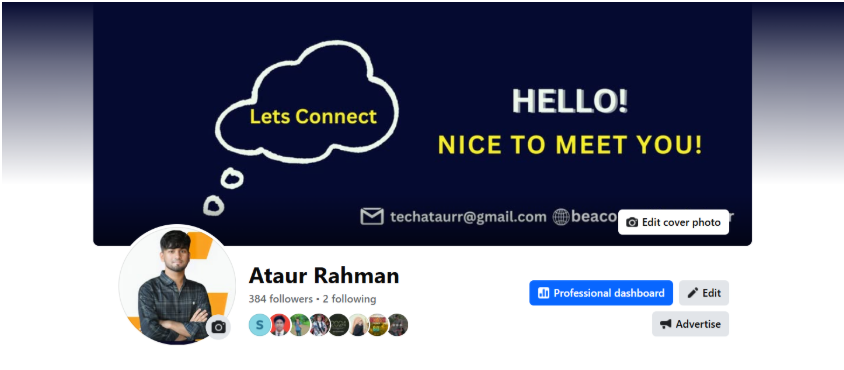 Lets Connect
HELLO!
NICE TO MEET YOU!
techataurr@gmail.com
Edit cover photo
Ataur Rahman
384 followers • 2 following
S
Professional dashboard
Edit
Advertise